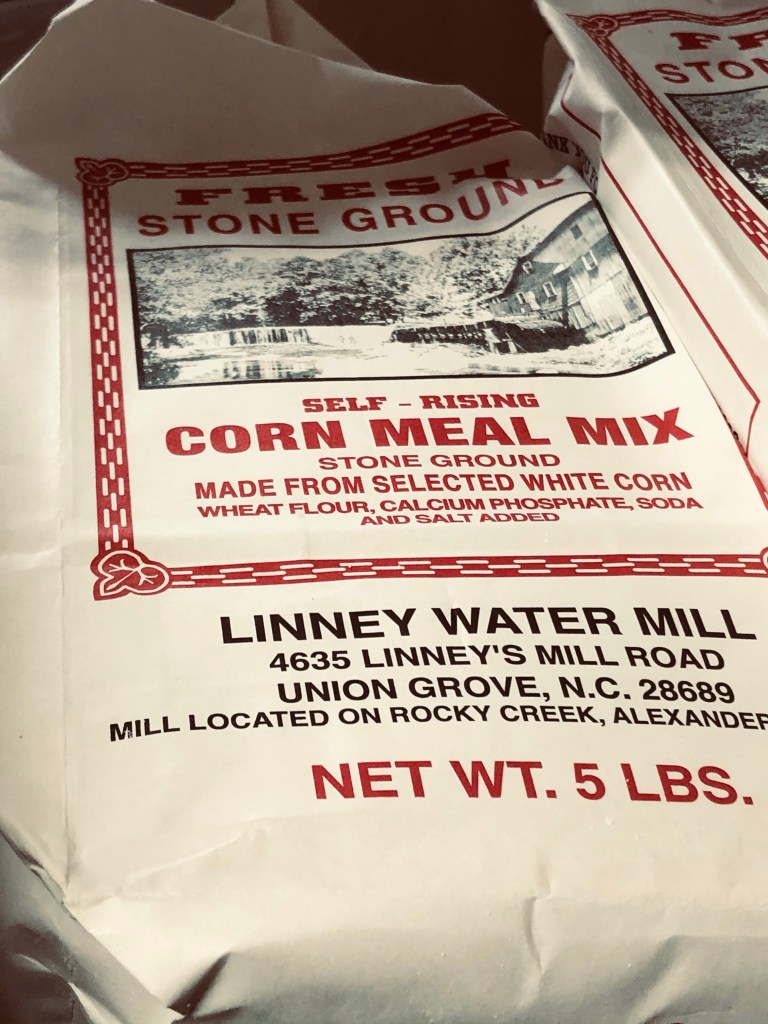 FRESH
STONE GROUND
SELF - RISING
CORN MEAL MIX
STONE GROUND
MADE FROM SELECTED WHITE CORN
WHEAT FLOUR, CALCIUM PHOSPHATE, SODA
AND SALT ADDED
LINNEY WATER MILL
4635 LINNEY'S MILL ROAD
UNION GROVE, N.C. 28689
MILL LOCATED ON ROCKY CREEK, ALEXANDER
NET WT. 5 LBS.